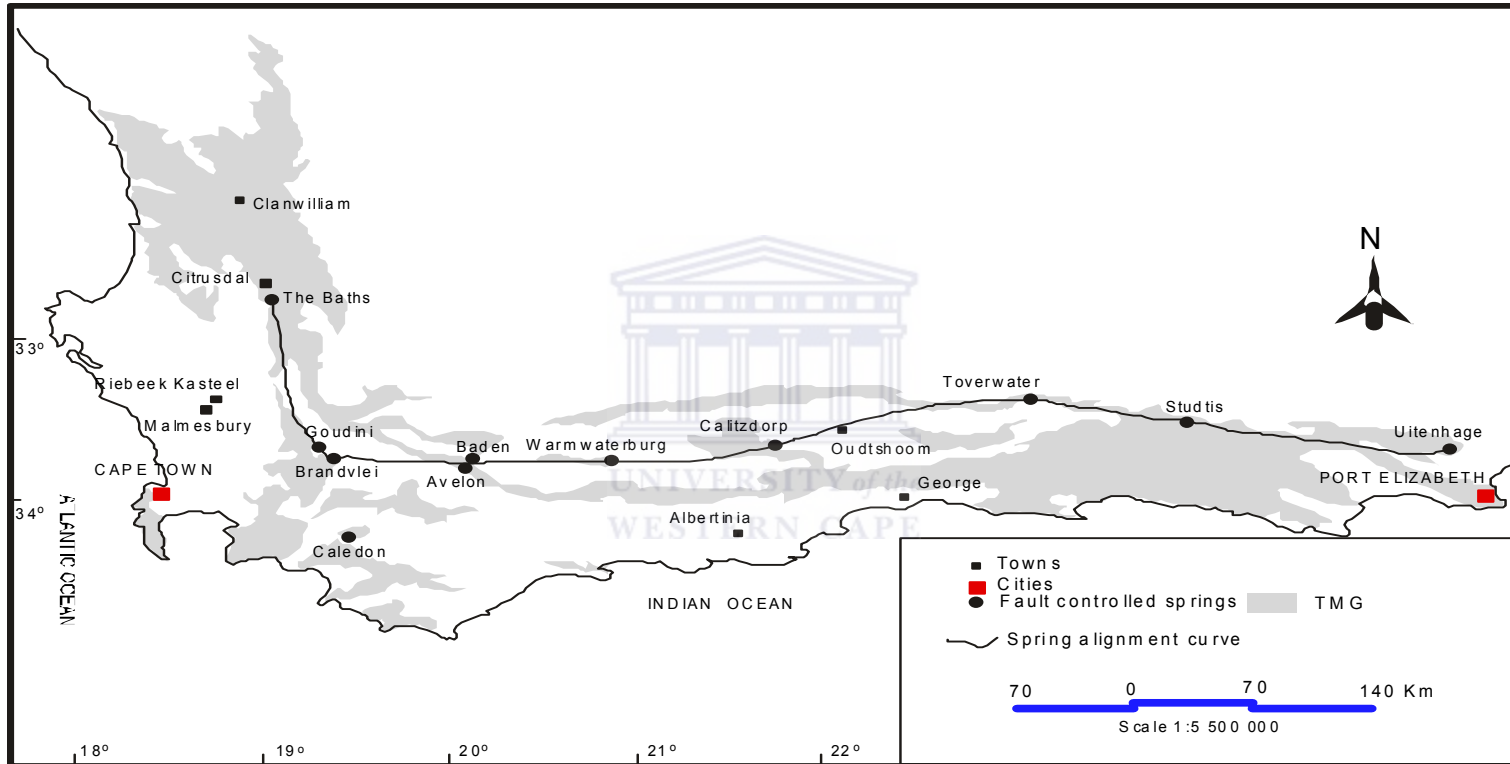 N
Clanwilliam
Citrusdal
The Baths
33°
Riebeek Kasteel
Malmesbury
Toverwater
Studtis
Goudini
Baden
Warmwaterburg
Calitzdorp
Oudtshoom
Uitenhage
Brandvlei
Avelon
CAPE TOWN
UNIVERSITY of the
WESTERN CAPE
George
PORT ELIZABETH
34°
ATLANTIC OCEAN
Caledon
Albertinia
INDIAN OCEAN
Towns
Cities
Fault controlled springs
TMG
Spring alignment curve
70 0 70 140 Km
Scale 1:5 500 000
18° 19° 20° 21° 22°